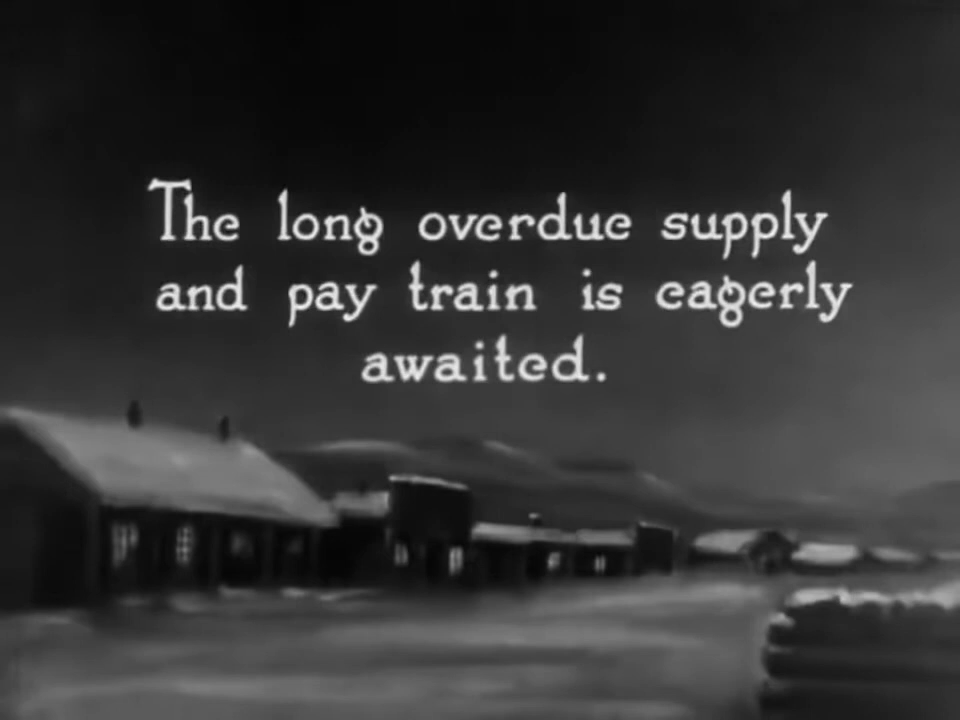 The long overdue supply
and pay train is eagerly
awaited.